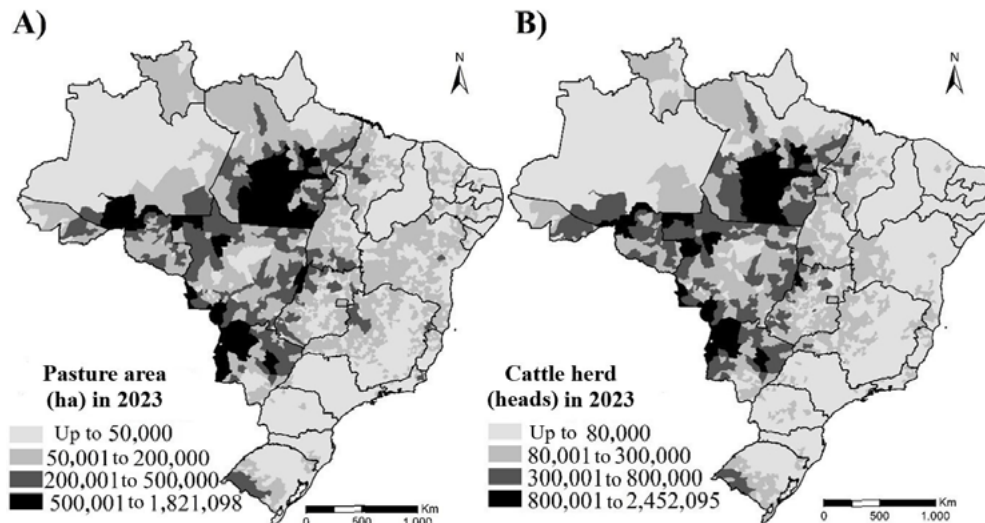 A)
N
Pasture area
(ha) in 2023
Up to 50,000
50,001 to 200,000
200,001 to 500,000
500,001 to 1,821,098
Km
0 500 1.000
B)
N
Cattle herd
(heads) in 2023
Up to 80,000
80,001 to 300,000
300,001 to 800,000
800,001 to 2,452,095
Km
0 500 1.000